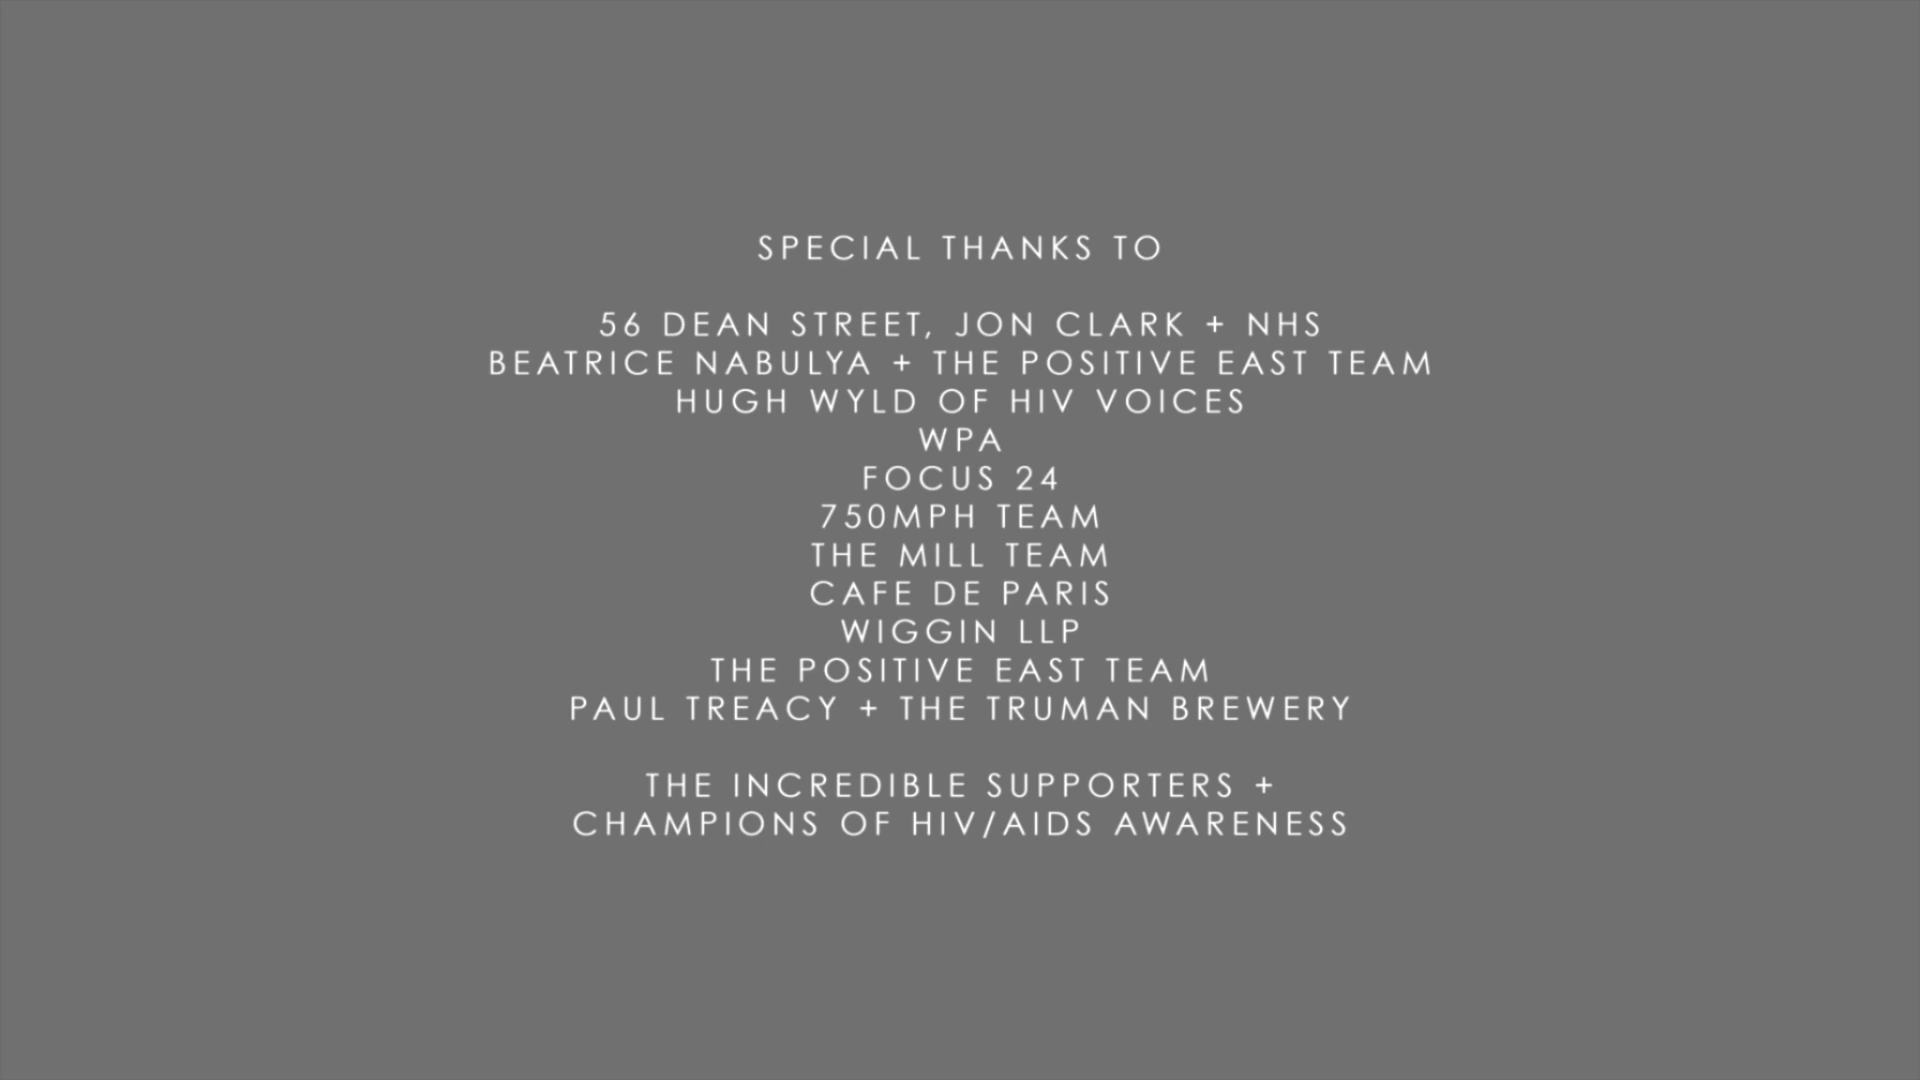 SPECIAL THANKS TO
56 DEAN STREET, JON CLARK + NHS
BEATRICE NABULYA + THE POSITIVE EAST TEAM
HUGH WYLD OF HIV VOICES
WPA
FOCUS 24
750MPH TEAM
THE MILL TEAM
CAFE DE PARIS
WIGGIN LLP
THE POSITIVE EAST TEAM
PAUL TREACY + THE TRUMAN BREWERY
THE INCREDIBLE SUPPORTERS +
CHAMPIONS OF HIV/AIDS AWARENESS